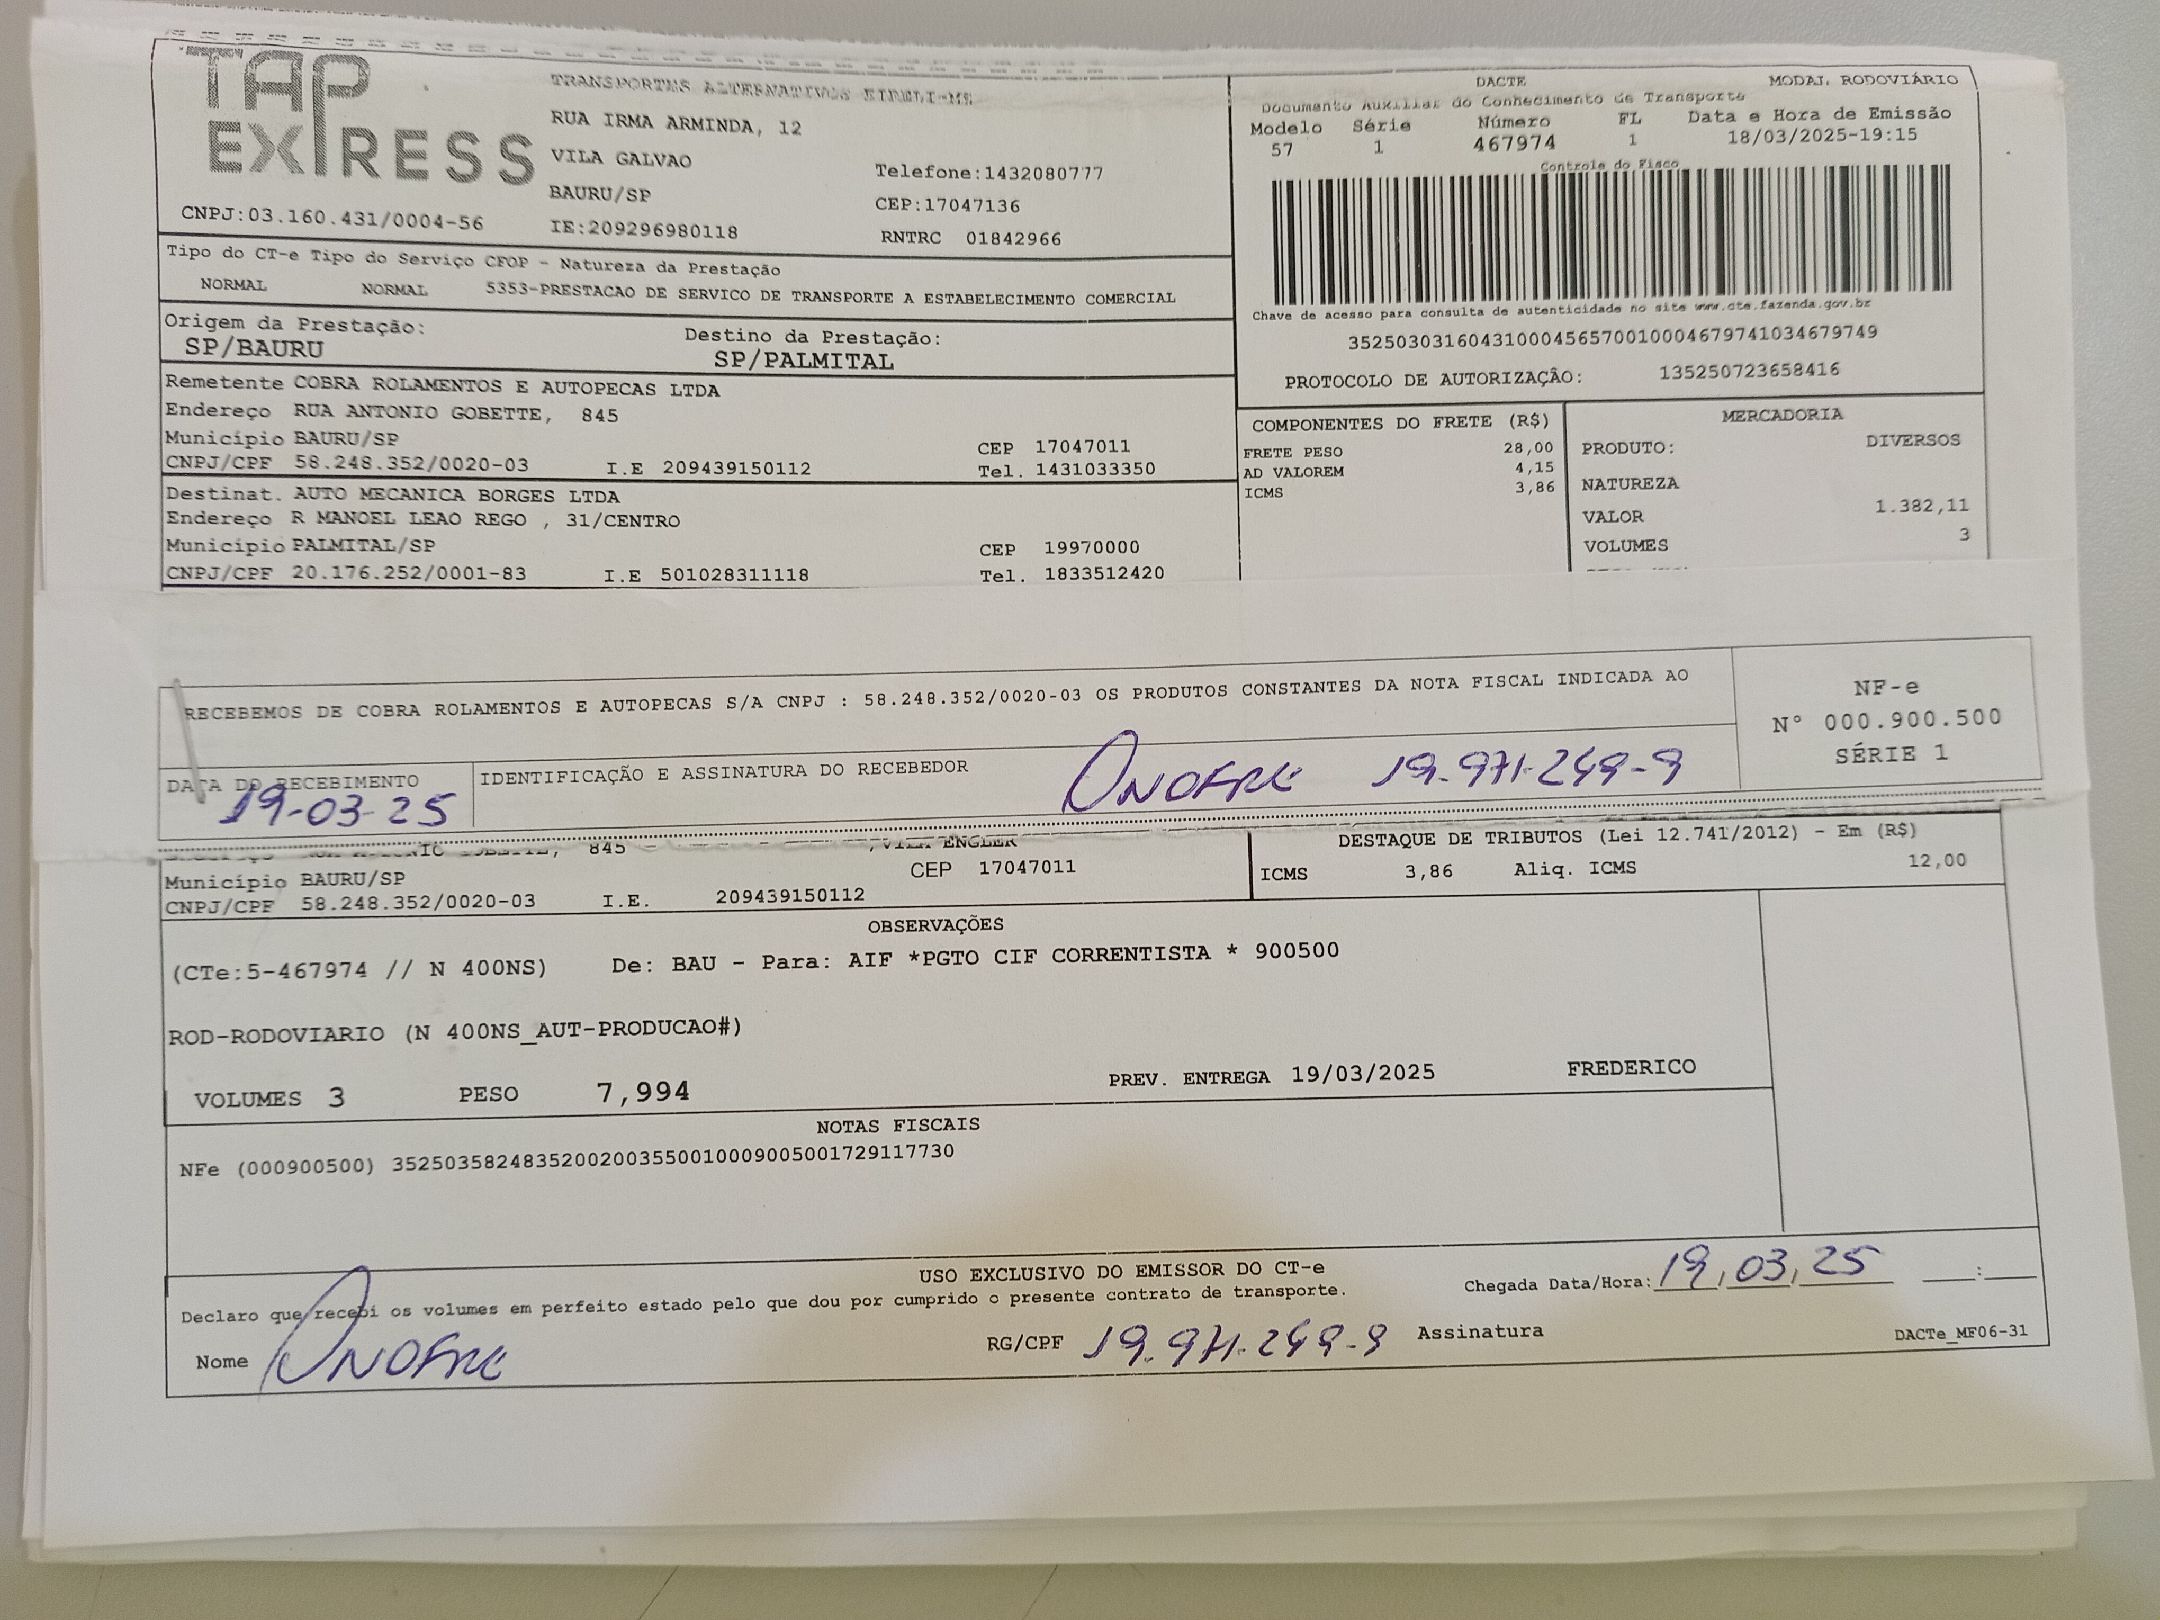 TAP EXPRESS
TRANSPORTES ALTERNATIVOS EIRELI-ME
RUA IRMA ARMINDA, 12
VILA GALVAO
Telefone:1432080777
BAURU/SP
CEP:17047136
CNPJ:03.160.431/0004-56
IE:209296980118
RNTRC 01842966
DACTE
MODAL RODOVIÁRIO
Documento Auxiliar do Conhecimento de Transporte
Modelo Série Número FL Data e Hora de Emissão
57 1 467974 1 18/03/2025-19:15
Controle do Fisco
Chave de acesso para consulta de autenticidade no site www.cte.fazenda.gov.br
35250303160431000456570010004679741034679749
PROTOCOLO DE AUTORIZAÇÃO: 135250723658416
Tipo do CT-e Tipo do Serviço CFOP - Natureza da Prestação
NORMAL NORMAL 5353-PRESTACAO DE SERVICO DE TRANSPORTE A ESTABELECIMENTO COMERCIAL
Origem da Prestação: Destino da Prestação:
SP/BAURU SP/PALMITAL
Remetente COBRA ROLAMENTOS E AUTOPECAS LTDA
Endereço RUA ANTONIO GOBETTE, 845
Município BAURU/SP CEP 17047011
CNPJ/CPF 58.248.352/0020-03 I.E 209439150112 Tel. 1431033350
Destinat. AUTO MECANICA BORGES LTDA
Endereço R MANOEL LEAO REGO , 31/CENTRO
Município PALMITAL/SP CEP 19970000
CNPJ/CPF 20.176.252/0001-83 I.E 501028311118 Tel. 1833512420
COMPONENTES DO FRETE (R$)
FRETE PESO 28,00
AD VALOREM 4,15
ICMS 3,86
MERCADORIA
PRODUTO: DIVERSOS
NATUREZA
VALOR 1.382,11
VOLUMES 3
RECEBEMOS DE COBRA ROLAMENTOS E AUTOPECAS S/A CNPJ : 58.248.352/0020-03 OS PRODUTOS CONSTANTES DA NOTA FISCAL INDICADA AO
NF-e
N° 000.900.500
SÉRIE 1
DATA DO RECEBIMENTO IDENTIFICAÇÃO E ASSINATURA DO RECEBEDOR
19-03-25 ONOFRE 19.971.249-9
845 , VILA ENGLER
Município BAURU/SP CEP 17047011
CNPJ/CPF 58.248.352/0020-03 I.E. 209439150112
DESTAQUE DE TRIBUTOS (Lei 12.741/2012) - Em (R$)
ICMS 3,86 Aliq. ICMS 12,00
OBSERVAÇÕES
(CTe:5-467974 // N 400NS) De: BAU - Para: AIF *PGTO CIF CORRENTISTA * 900500
ROD-RODOVIARIO (N 400NS_AUT-PRODUCAO#)
VOLUMES 3 PESO 7,994 PREV. ENTREGA 19/03/2025 FREDERICO
NOTAS FISCAIS
NFe (000900500) 35250358248352002003550010009005001729117730
USO EXCLUSIVO DO EMISSOR DO CT-e
Declaro que recebi os volumes em perfeito estado pelo que dou por cumprido o presente contrato de transporte.
Chegada Data/Hora: 19,03,25 :
Nome ONOFRE RG/CPF 19.971.249-9 Assinatura
DACTe_MF06-31